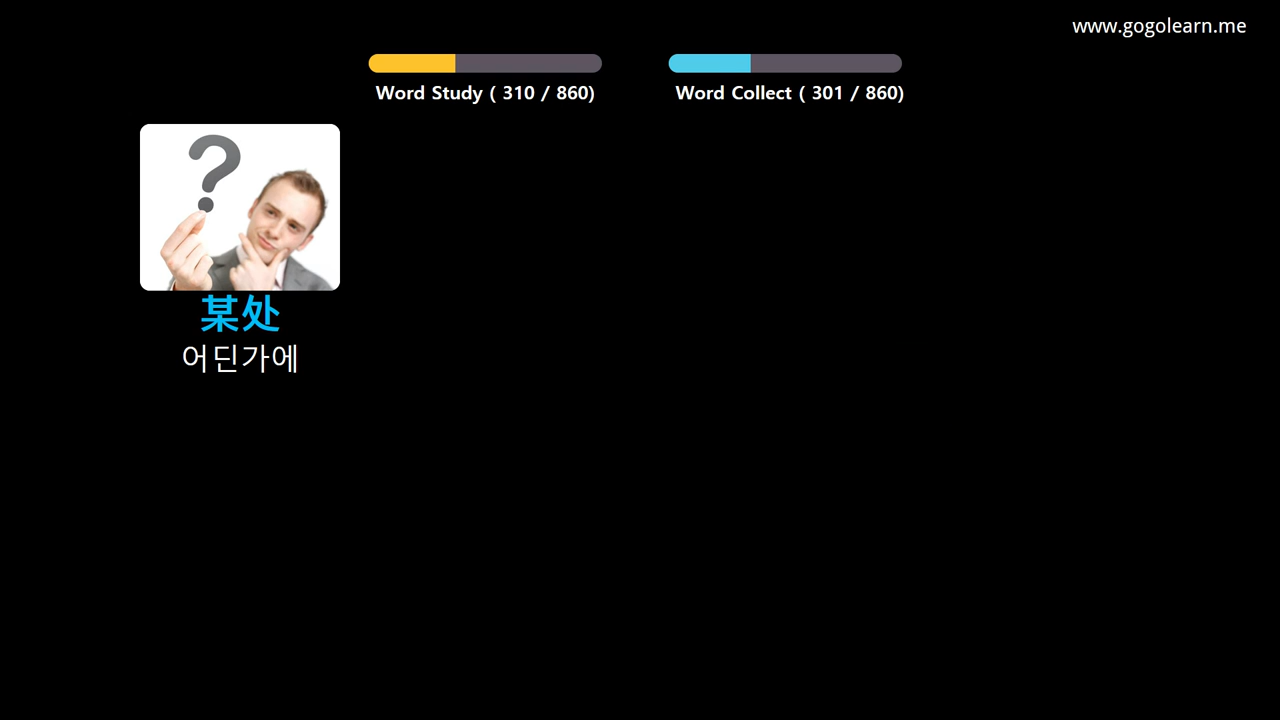 www.gogolearn.me
Word Study ( 310 / 860)
Word Collect ( 301 / 860)
?
某处
어딘가에